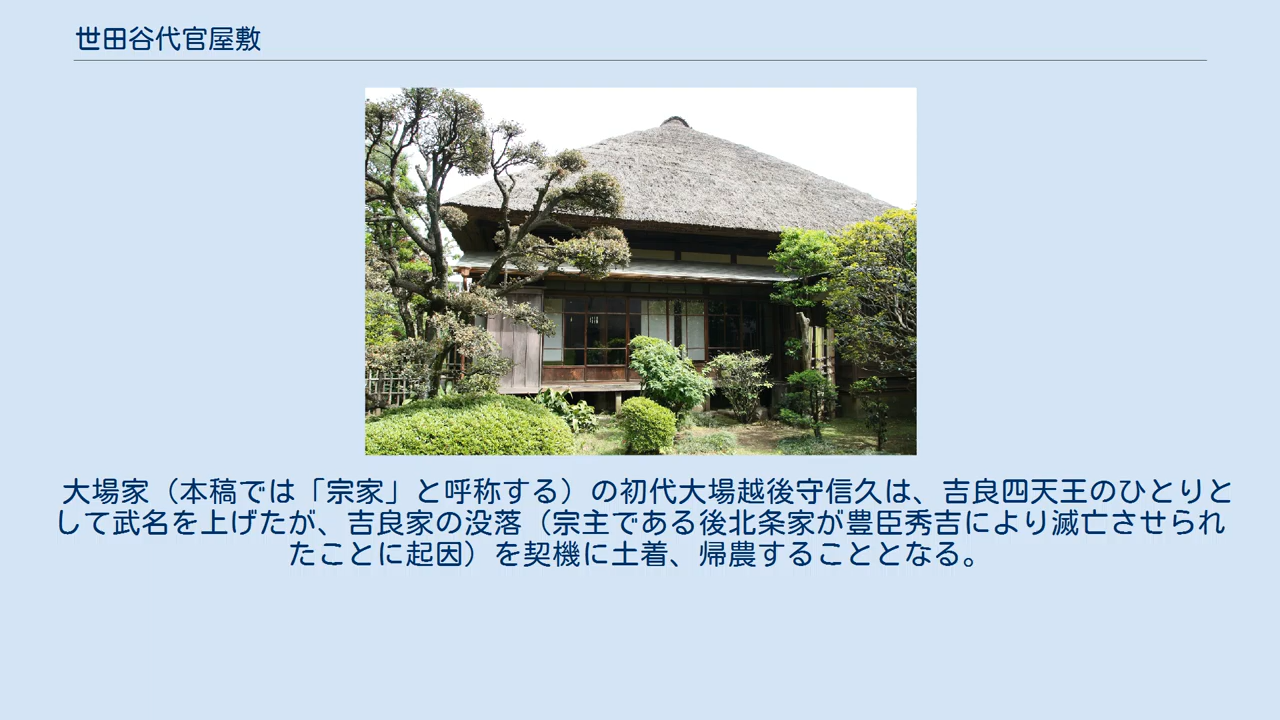 世田谷代官屋敷
大場家（本稿では「宗家」と呼称する）の初代大場越後守信久は、吉良四天王のひとりと
して武名を上げたが、吉良家の没落（宗主である後北条家が豊臣秀吉により滅亡させられ
たことに起因）を契機に土着、帰農することとなる。